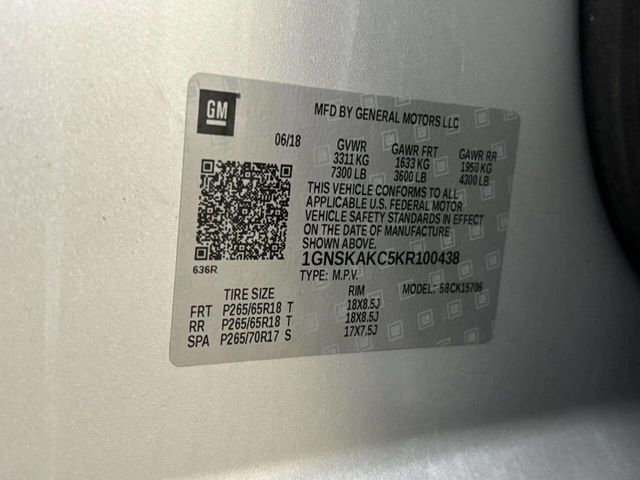 GM
MFD BY GENERAL MOTORS LLC
06/18 GVWR GAWR FRT GAWR RR
3311 KG 1633 KG 1950 KG
7300 LB 3600 LB 4300 LB
THIS VEHICLE CONFORMS TO ALL
APPLICABLE U.S. FEDERAL MOTOR
VEHICLE SAFETY STANDARDS IN EFFECT
ON THE DATE OF MANUFACTURE
SHOWN ABOVE.
636R
1GNSKAKC5KR100438
TYPE: M.P.V.
MODEL: 58CK15706
TIRE SIZE RIM
FRT P265/65R18 T 18X8.5J
RR P265/65R18 T 18X8.5J
SPA P265/70R17 S 17X7.5J